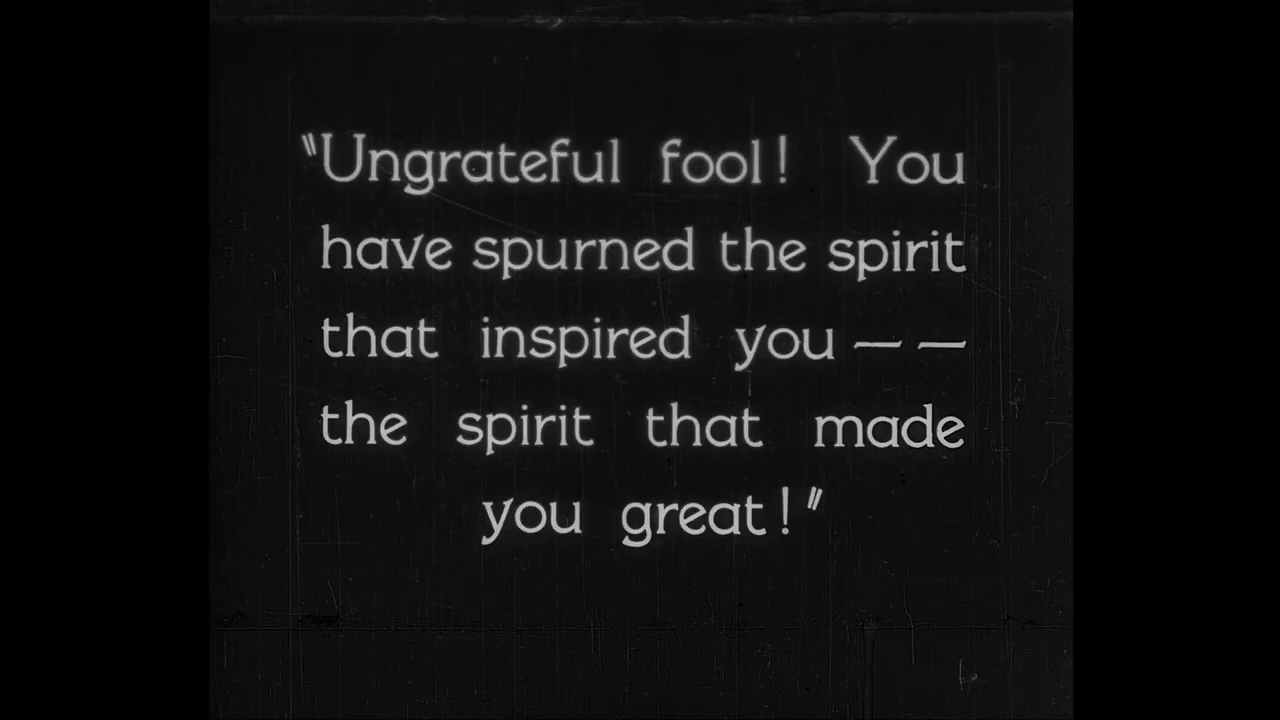 "Ungrateful fool! You
have spurned the spirit
that inspired you — —
the spirit that made
you great!"